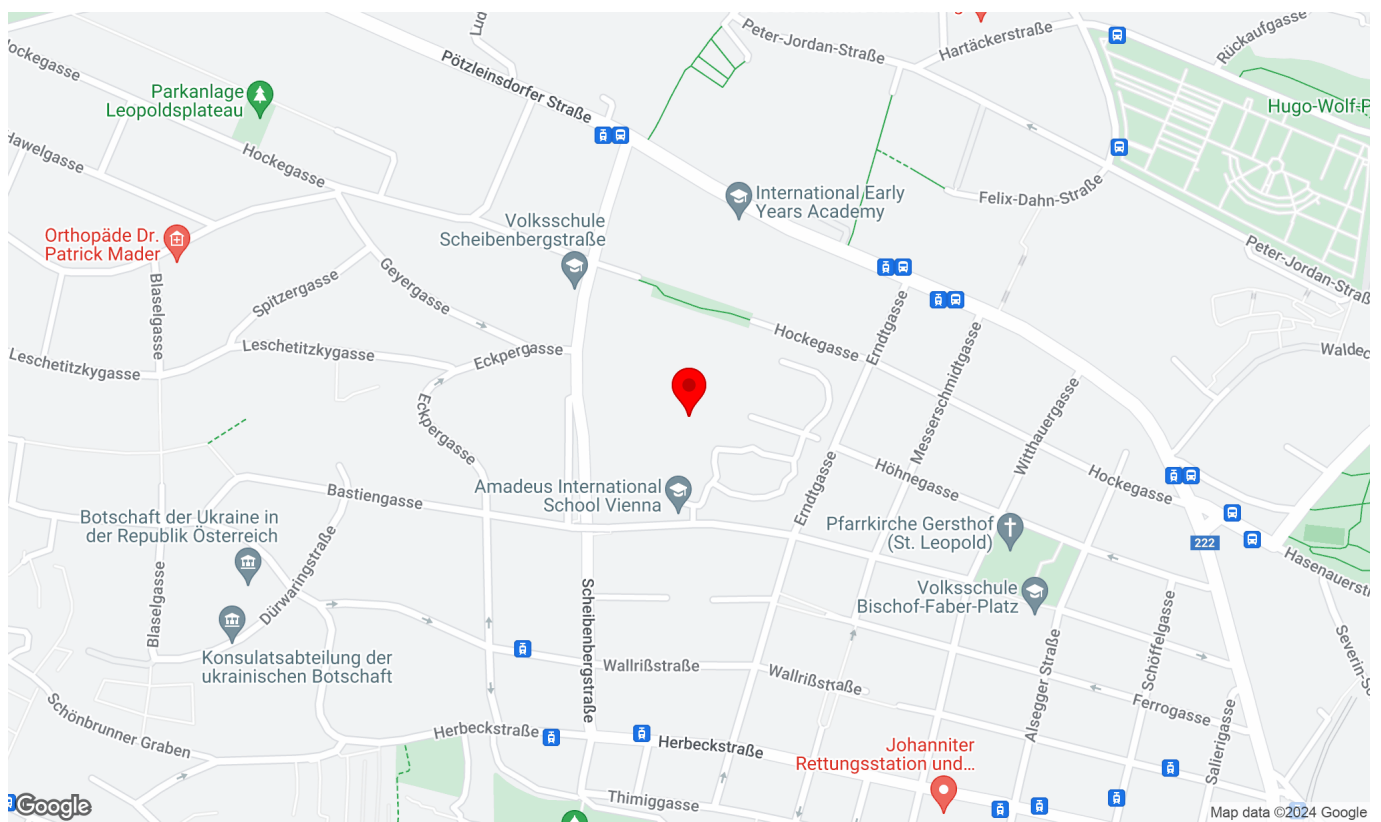 Peter-Jordan-Straße
Hartäckerstraße
Rückaufgasse
Pötzleinsdorfer Straße
Parkanlage
Leopoldsplateau
Hugo-Wolf-P
Hockegasse
International Early
Years Academy
Felix-Dahn-Straße
Volksschule
Scheibenbergstraße
Orthopäde Dr.
Patrick Mader
Peter-Jordan-Straß
Geyergasse
Spitzergasse
Blaselgasse
Erndtgasse
Hockegasse
Messerschmidtgasse
Leschetitzkygasse
Eckpergasse
Leschetitzkygasse
Waldec
Witthauergasse
Eckpergasse
Höhnegasse
Hockegasse
Erndtgasse
Bastiengasse
Amadeus International
School Vienna
Botschaft der Ukraine in
der Republik Österreich
Pfarrkirche Gersthof
(St. Leopold)
222
Hasenauerst
Dürwaringstraße
Blaselgasse
Scheibenbergstraße
Volksschule
Bischof-Faber-Platz
Konsulatsabteilung der
ukrainischen Botschaft
Wallrißstraße
Wallrißstraße
Alsegger Straße
Schöffelgasse
Ferrogasse
Salierigasse
Schönbrunner Graben
Herbeckstraße
Herbeckstraße
Johanniter
Rettungsstation und...
Thimiggasse
Google
Map data ©2024 Google